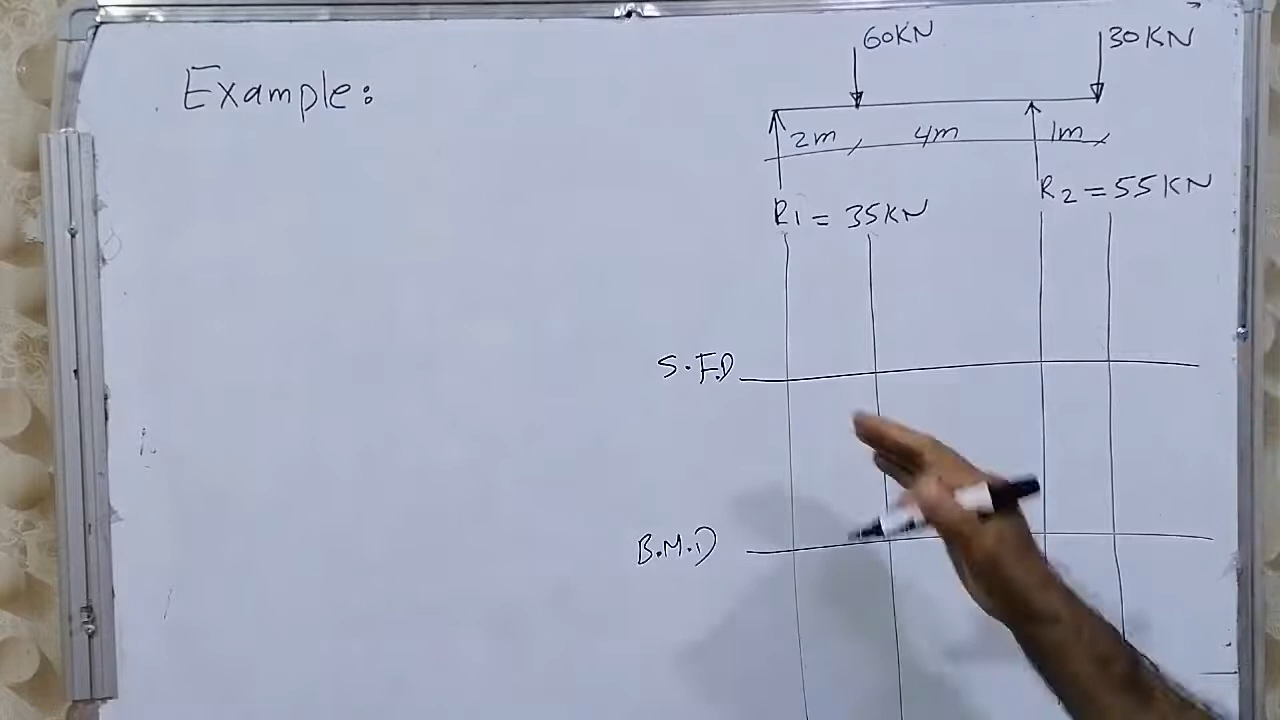 Example:
60KN
30KN
2m
4m
1m
R1 = 35KN
R2 = 55KN
S.F.D
B.M.D